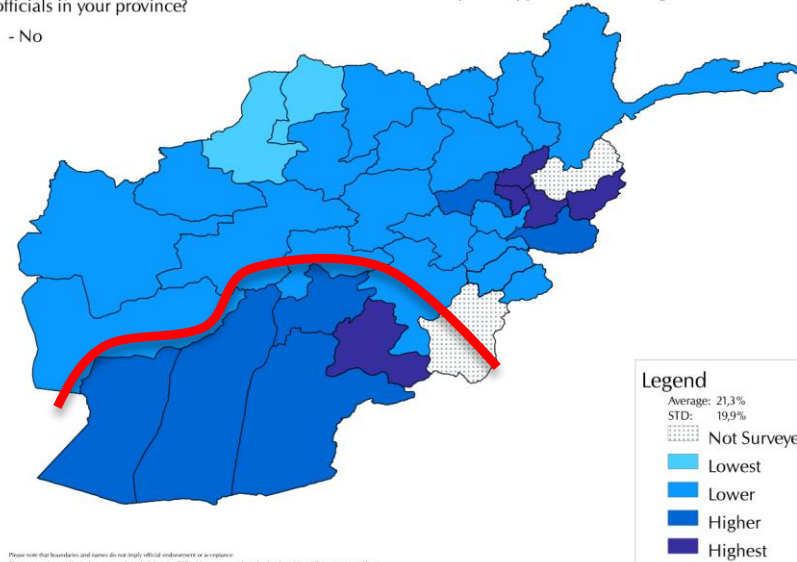 officials in your province?
- No
Legend
Average: 21,3%
STD: 19,9%
Not Surveye
Lowest
Lower
Higher
Highest
Please note that boundaries and names do not imply official endorsement or acceptance.